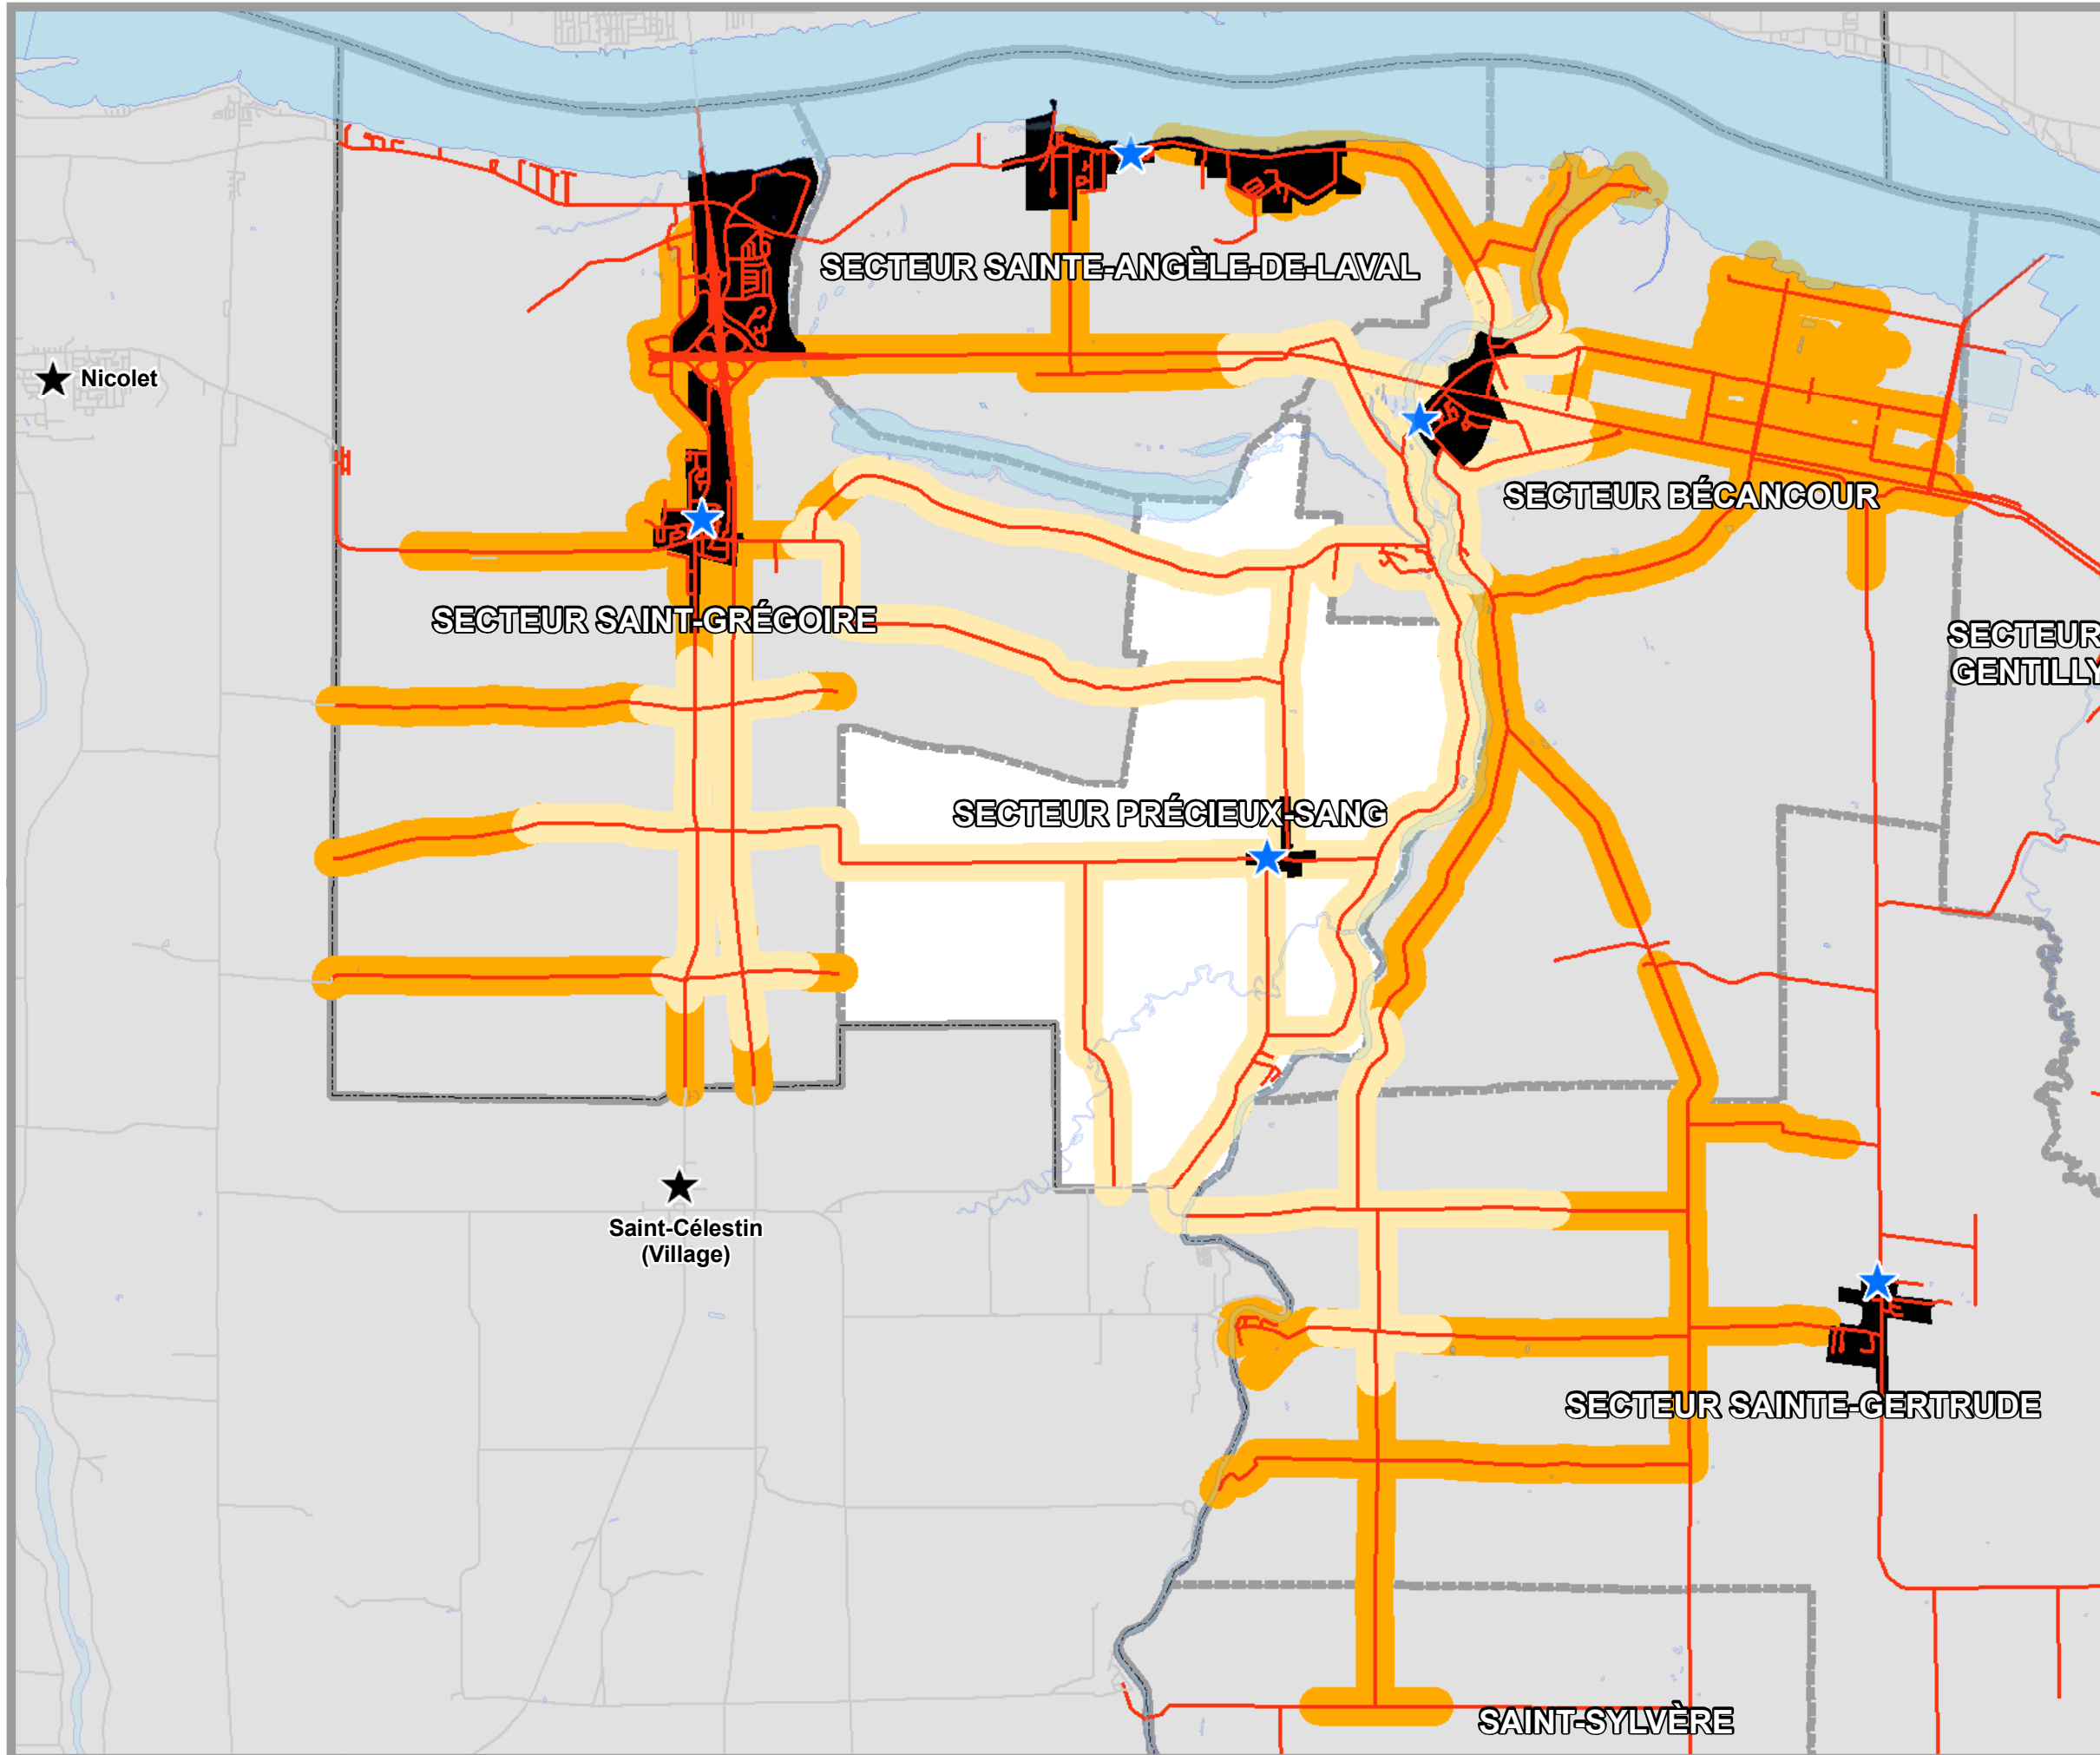 SECTEUR SAINTE-ANGÈLE-DE-LAVAL
Nicolet
SECTEUR BÉCANCOUR
SECTEUR SAINT-GRÉGOIRE
SECTEUR
GENTILLY
SECTEUR PRÉCIEUX-SANG
Saint-Célestin
(Village)
SECTEUR SAINTE-GERTRUDE
SAINT-SYLVÈRE